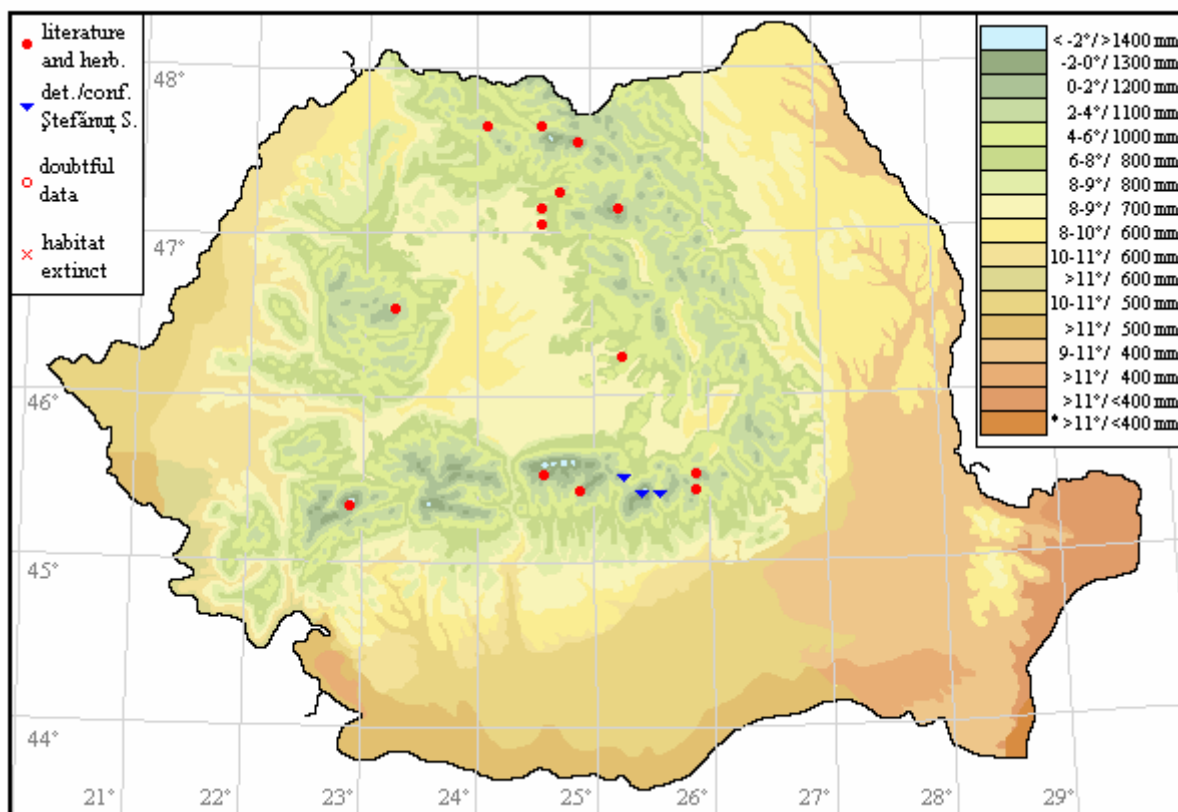 literature
and herb.
det./conf.
Ştefănuţ S.
doubtful
data
habitat
extinct
< -2°/>1400 mm
-2-0°/ 1300 mm
0-2°/ 1200 mm
2-4°/ 1100 mm
4-6°/ 1000 mm
6-8°/ 800 mm
8-9°/ 800 mm
8-9°/ 700 mm
8-10°/ 600 mm
10-11°/ 600 mm
>11°/ 600 mm
10-11°/ 500 mm
>11°/ 500 mm
9-11°/ 400 mm
>11°/ 400 mm
>11°/ <400 mm
* >11°/ <400 mm
48°
47°
46°
45°
44°
21°
22°
23°
24°
25°
26°
27°
28°
29°